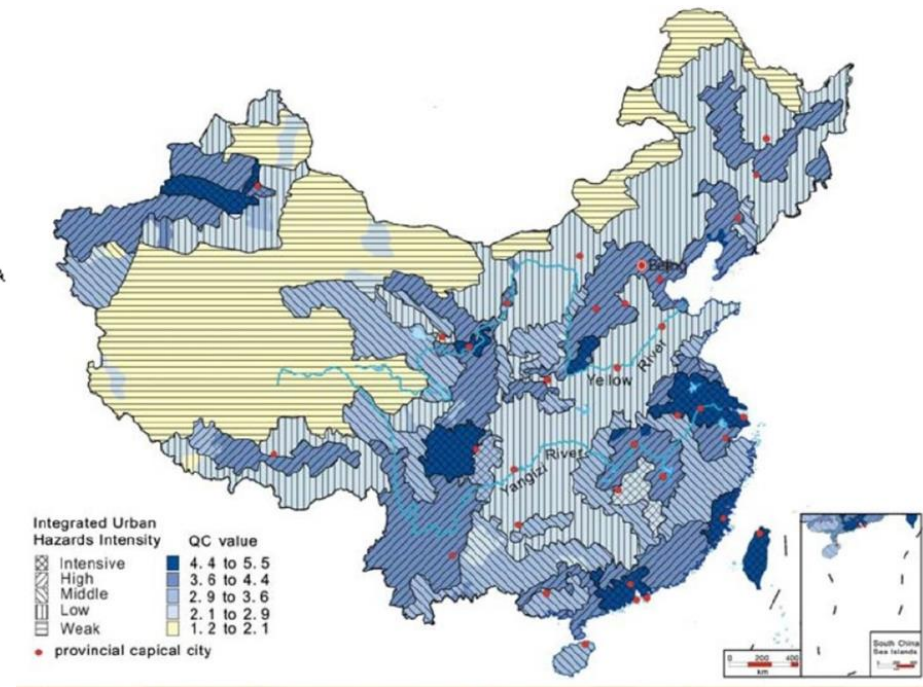 Beijing
Yellow
River
Yangizi
River
Integrated Urban
Hazards Intensity
QC value
Intensive
4.4 to 5.5
High
3.6 to 4.4
Middle
2.9 to 3.6
Low
2.1 to 2.9
Weak
1.2 to 2.1
provincial capical city
0 200 400
km
South China
Sea Islands